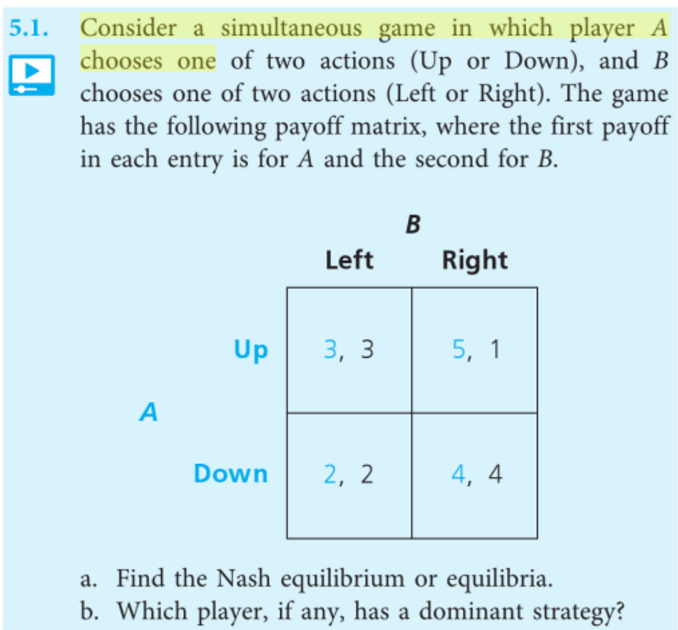 5.1. Consider a simultaneous game in which player A
chooses one of two actions (Up or Down), and B
chooses one of two actions (Left or Right). The game
has the following payoff matrix, where the first payoff
in each entry is for A and the second for B.
B
Left Right
Up 3, 3 5, 1
A
Down 2, 2 4, 4
a. Find the Nash equilibrium or equilibria.
b. Which player, if any, has a dominant strategy?